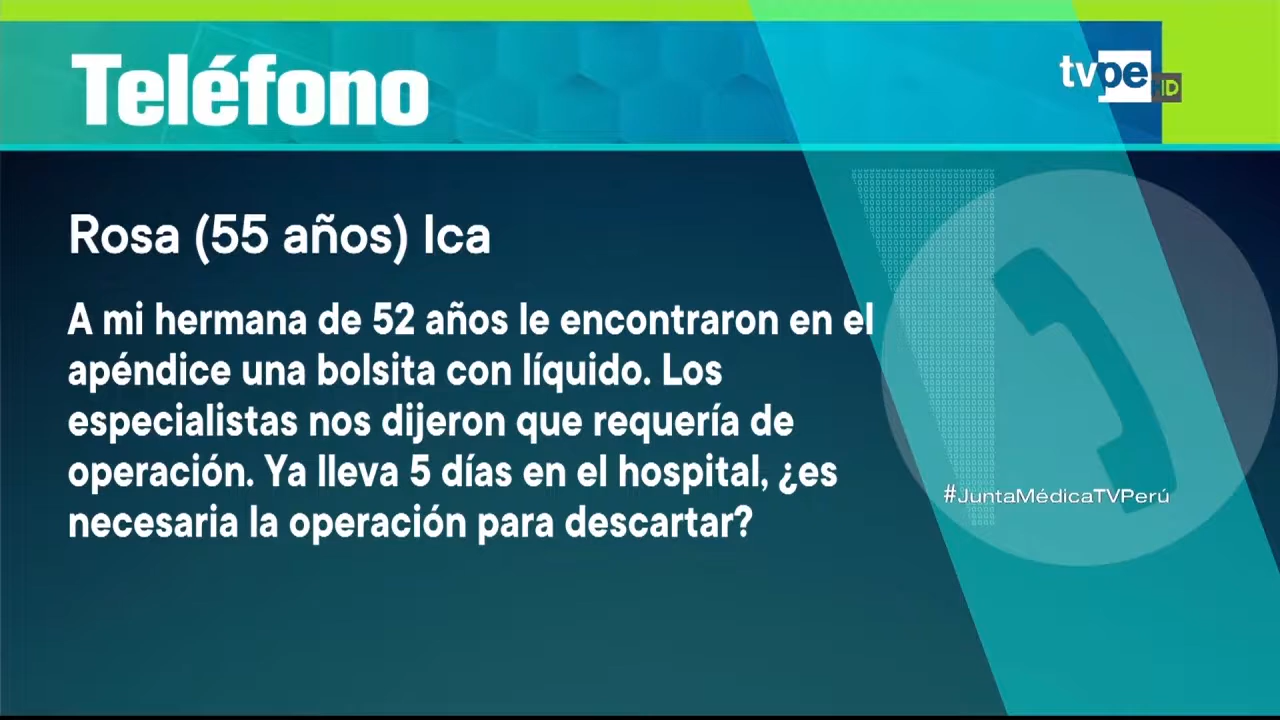 Teléfono
tvpe HD
Rosa (55 años) Ica
A mi hermana de 52 años le encontraron en el
apéndice una bolsita con líquido. Los
especialistas nos dijeron que requería de
operación. Ya lleva 5 días en el hospital, ¿es
necesaria la operación para descartar?
#JuntaMédicaTVPerú